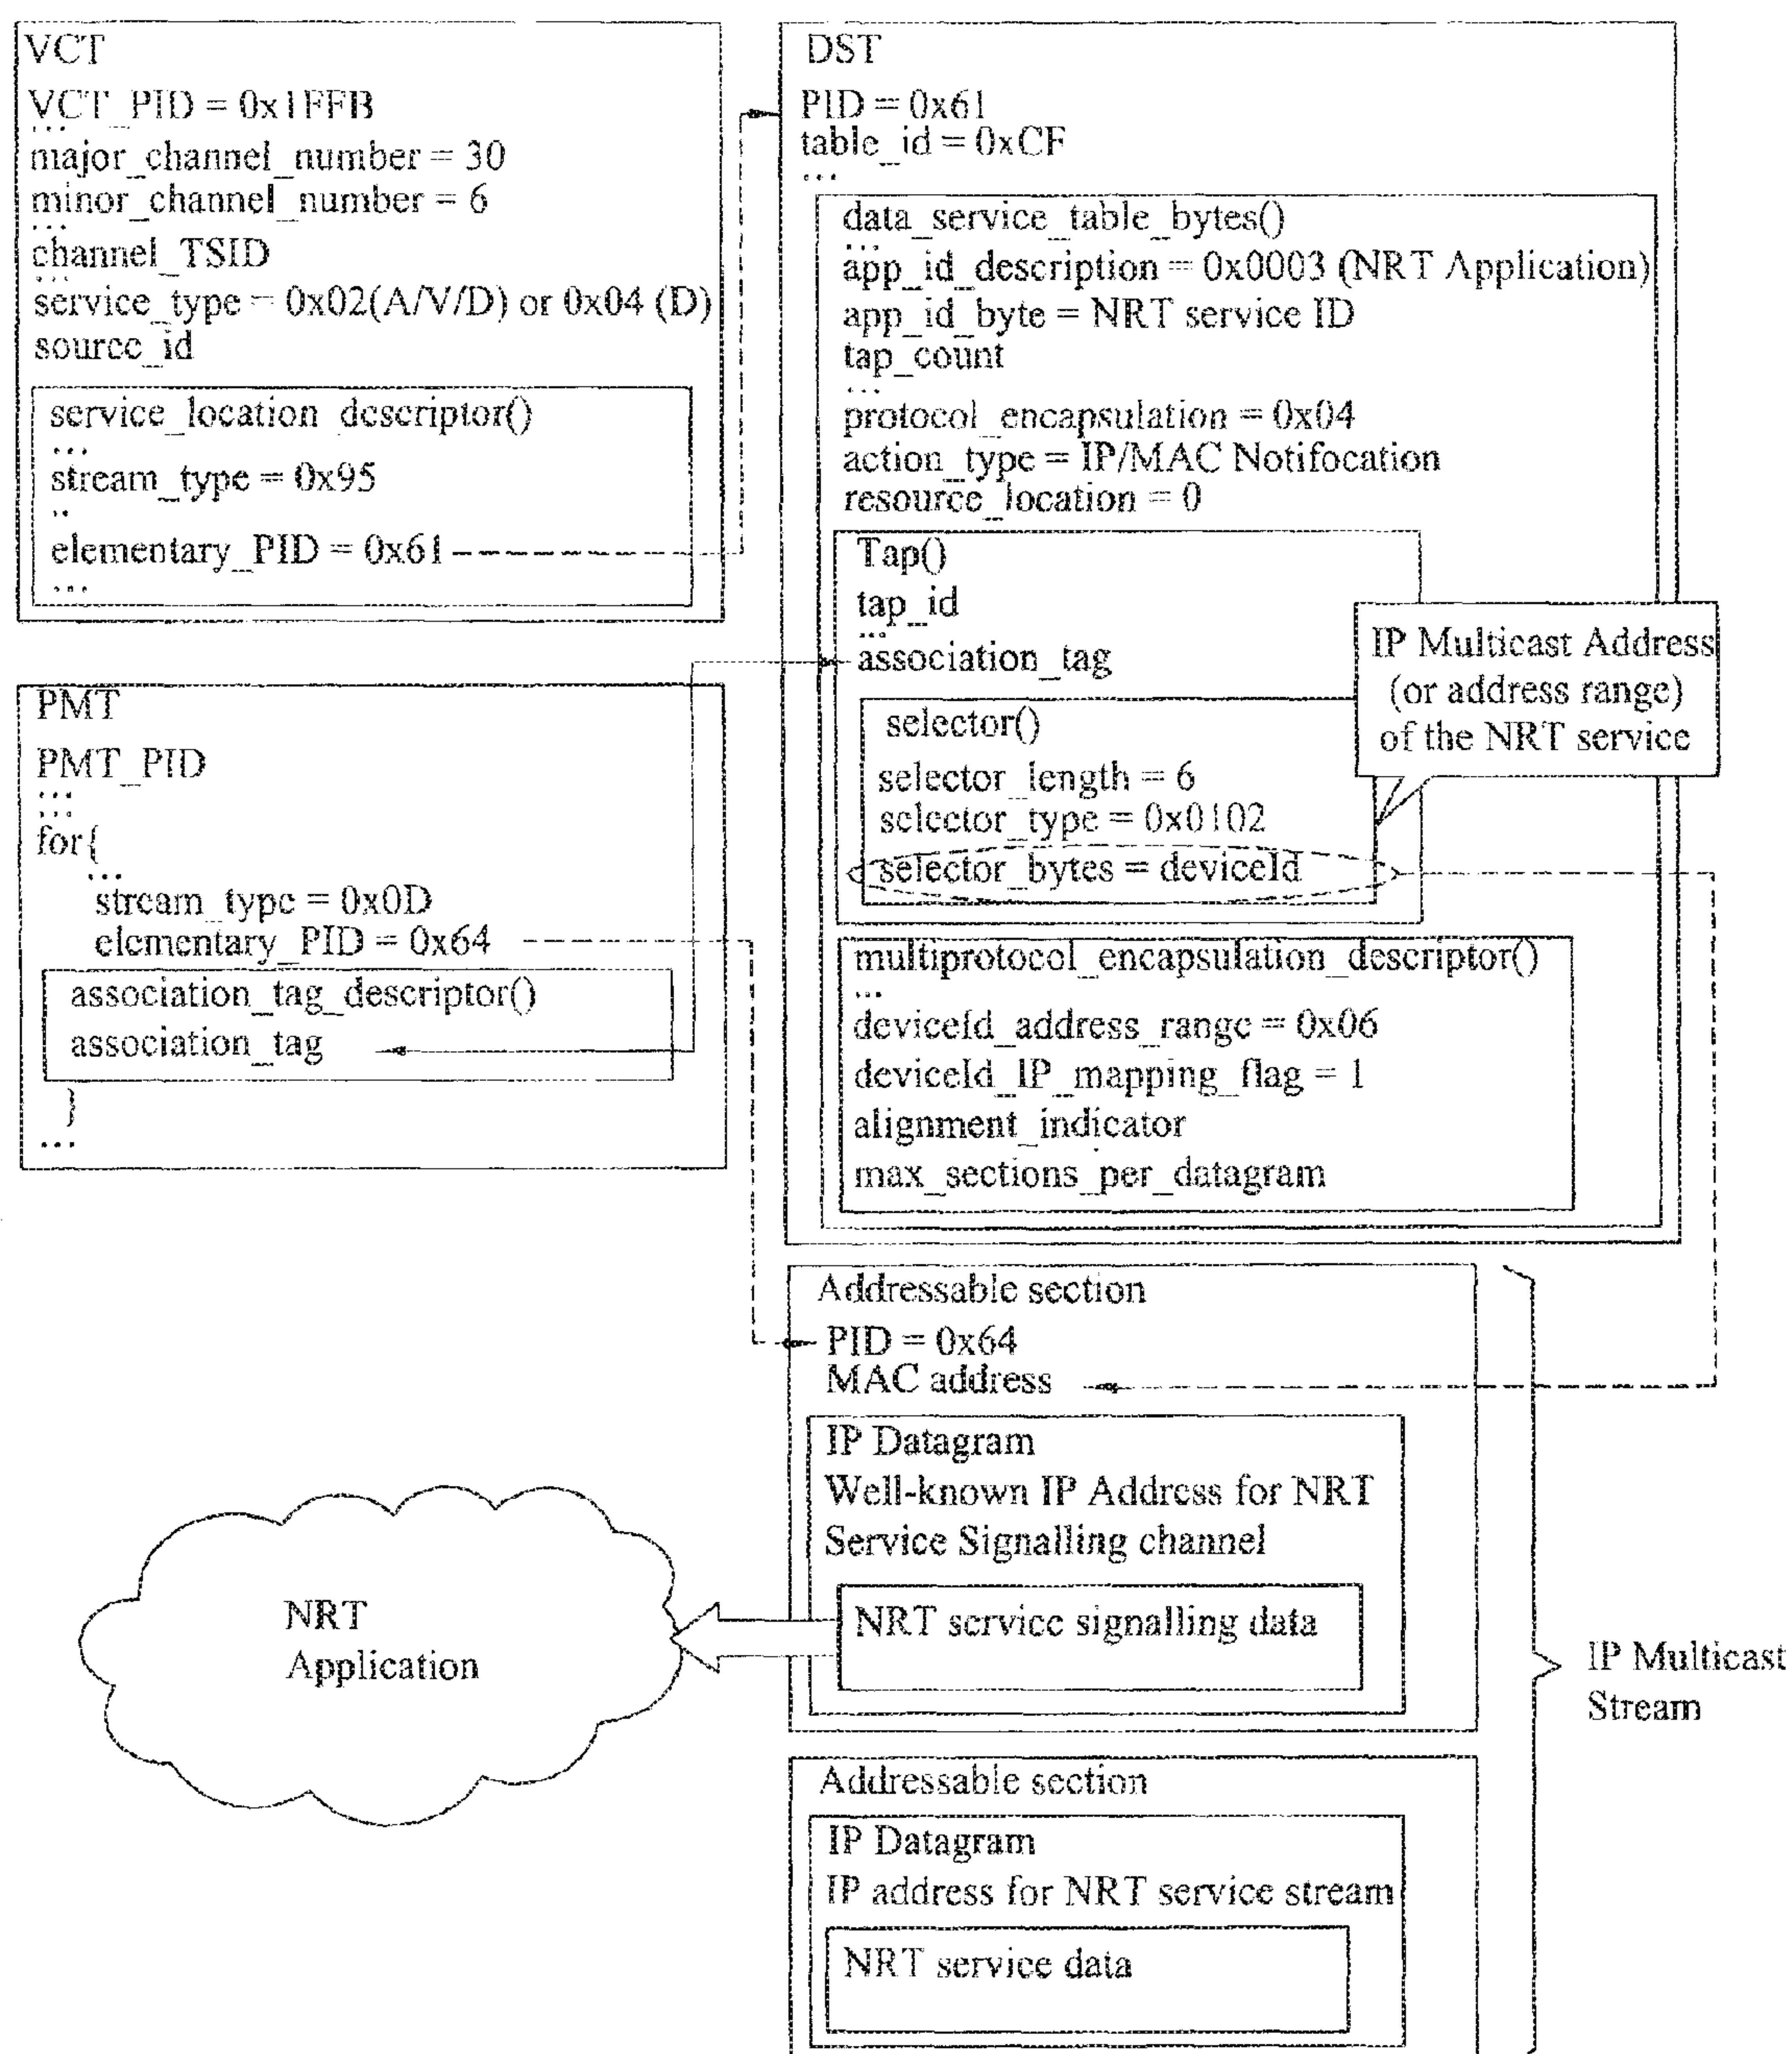 VCT
VCT_PID = 0x1FFB
...
major_channel_number = 30
minor_channel_number = 6
...
channel_TSID
...
service_type = 0x02(A/V/D) or 0x04 (D)
source_id
service_location_descriptor()
...
stream_type = 0x95
..
elementary_PID = 0x61
...
PMT
PMT_PID
...
...
for{
...
stream_type = 0x0D
elementary_PID = 0x64
association_tag_descriptor()
association_tag
}
...
DST
PID = 0x61
table_id = 0xCF
...
data_service_table_bytes()
...
app_id_description = 0x0003 (NRT Application)
app_id_byte = NRT service ID
tap_count
...
protocol_encapsulation = 0x04
action_type = IP/MAC Notifocation
resource_location = 0
Tap()
tap_id
...
association_tag
selector()
selector_length = 6
selector_type = 0x0102
selector_bytes = deviceId
IP Multicast Address
(or address range)
of the NRT service
multiprotocol_encapsulation_descriptor()
...
deviceId_address_range = 0x06
deviceId_IP_mapping_flag = 1
alignment_indicator
max_sections_per_datagram
Addressable section
PID = 0x64
MAC address
IP Datagram
Well-known IP Address for NRT
Service Signalling channel
NRT service signalling data
NRT
Application
IP Multicast
Stream
Addressable section
IP Datagram
IP address for NRT service stream
NRT service data